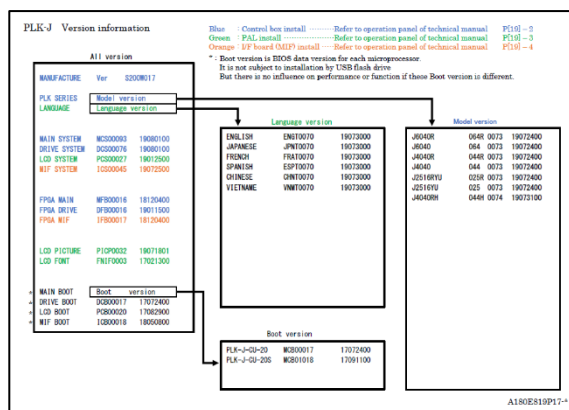 PLK-J Version information
Blue : Control box install ----------Refer to operation panel of technical manual P[19]－2
Green : PAL install ----------Refer to operation panel of technical manual P[19]－3
Orange : I/F board (MIF) install ----Refer to operation panel of technical manual P[19]－4
* : Boot version is BIOS data version for each microprocessor.
It is not subject to installation by USB flash drive
But there is no influence on performance or function if these Boot version is different.
All version
MANUFACTURE Ver S200W017
PLK SERIES Model version
LANGUAGE Language version
MAIN SYSTEM MCS00093 19080100
DRIVE SYSTEM DCS00076 19080100
LCD SYSTEM PCS00027 19012500
MIF SYSTEM ICS00045 19072500
FPGA MAIN MFB00016 18120400
FPGA DRIVE DFB00016 19011500
FPGA MIF IFB00017 18120400
LCD PICTURE PICP0032 19071801
LCD FONT FNIF0003 17021300
* MAIN BOOT Boot version
* DRIVE BOOT DCB00017 17072400
* LCD BOOT PCB00020 17082900
* MIF BOOT ICB00018 18050800
Language version
ENGLISH ENGT0070 19073000
JAPANESE JPNT0070 19073000
FRENCH FRAT0070 19073000
SPANISH ESPT0070 19073000
CHINESE CHNT0070 19073000
VIETNAME VNMT0070 19073000
Boot version
PLK-J-CU-20 MCB00017 17072400
PLK-J-CU-20S MCB01018 17091100
Model version
J6040R 064R 0073 19072400
J6040 064 0073 19072400
J4040R 044R 0073 19072400
J4040 044 0073 19072400
J2516RYU 025R 0073 19072400
J2516YU 025 0073 19072400
J4040RH 044H 0074 19073100
A180E819P17-*